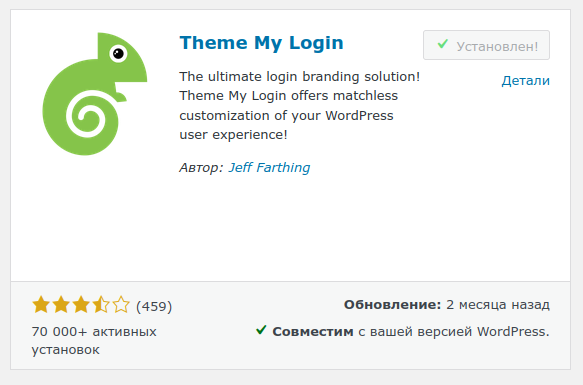 Theme My Login
Установлен!
Детали
The ultimate login branding solution!
Theme My Login offers matchless
customization of your WordPress
user experience!
Автор: Jeff Farthing
(459)
70 000+ активных
установок
Обновление: 2 месяца назад
Совместим с вашей версией WordPress.